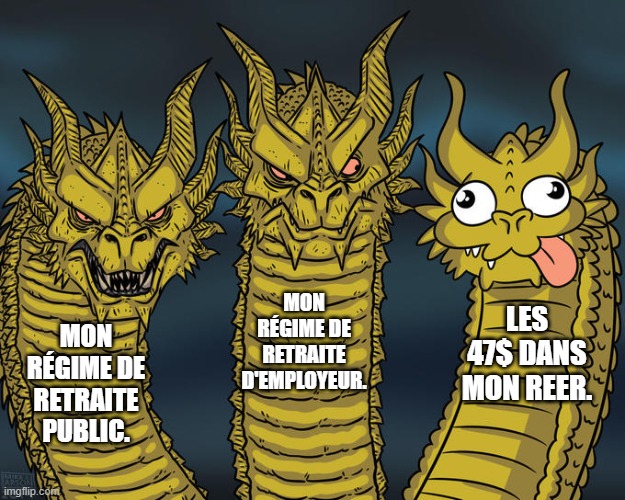 MON
RÉGIME DE
RETRAITE
PUBLIC.
MON
RÉGIME DE
RETRAITE
D'EMPLOYEUR.
LES
47$ DANS
MON REER.
imgflip.com